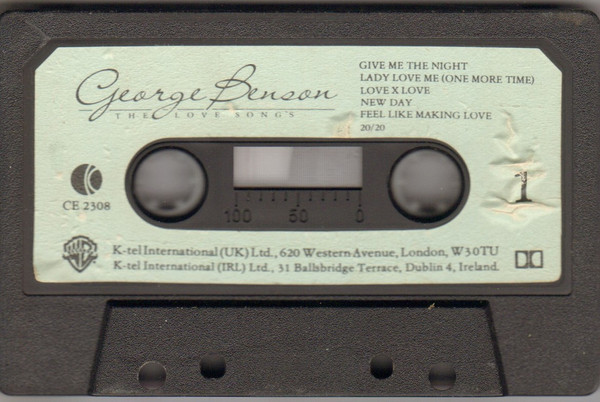 George Benson
THE LOVE SONGS
GIVE ME THE NIGHT
LADY LOVE ME (ONE MORE TIME)
LOVE X LOVE
NEW DAY
FEEL LIKE MAKING LOVE
20/20
CE 2308
1
100 50 0
K-tel International (UK) Ltd., 620 Western Avenue, London, W3 0TU
K-tel International (IRL) Ltd., 31 Ballsbridge Terrace, Dublin 4, Ireland.